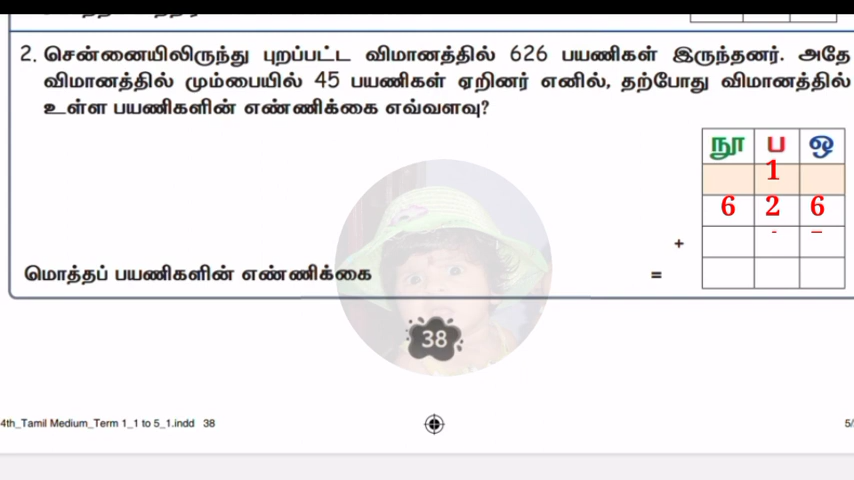 2. சென்னையிலிருந்து புறப்பட்ட விமானத்தில் 626 பயணிகள் இருந்தனர். அதே
விமானத்தில் மும்பையில் 45 பயணிகள் ஏறினர் எனில், தற்போது விமானத்தில்
உள்ள பயணிகளின் எண்ணிக்கை எவ்வளவு?
நூ ப ஒ
1
6 2 6
+
மொத்தப் பயணிகளின் எண்ணிக்கை =
38
4th_Tamil Medium_Term 1_1 to 5_1.indd 38
5/